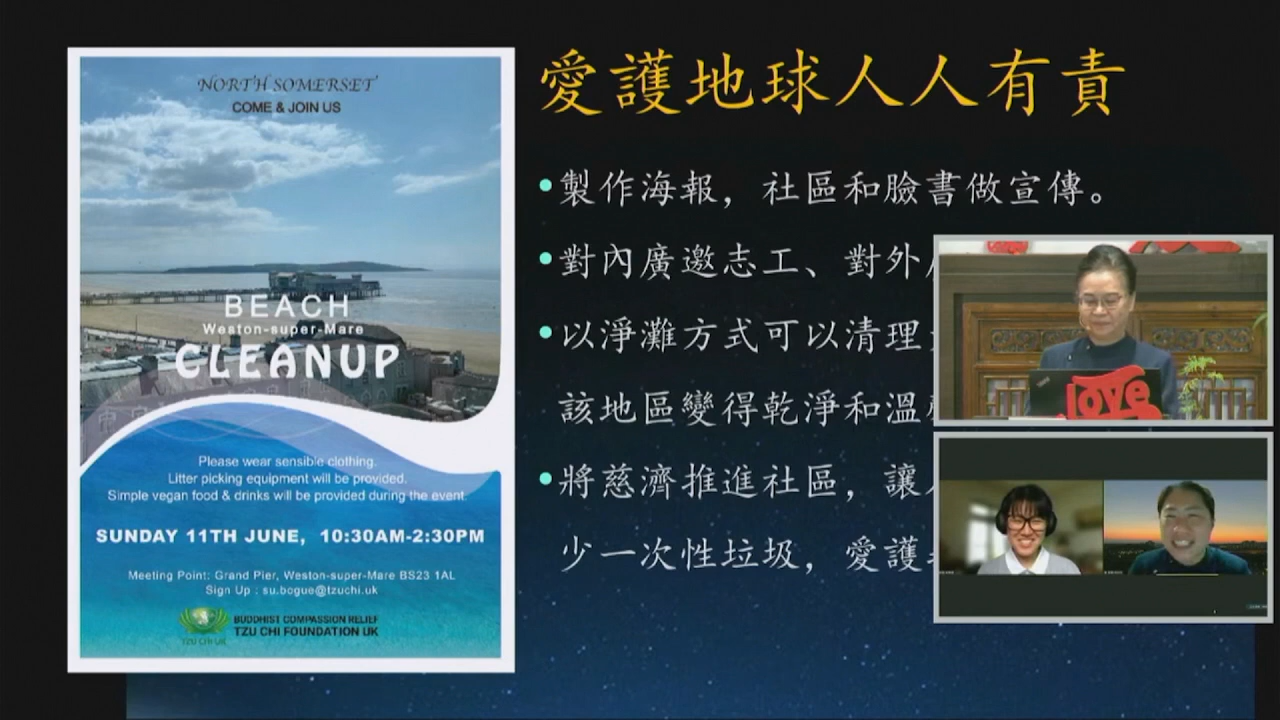 NORTH SOMERSET
COME & JOIN US
BEACH
Weston-super-Mare
CLEANUP
Please wear sensible clothing.
Litter picking equipment will be provided.
Simple vegan food & drinks will be provided during the event.
SUNDAY 11TH JUNE, 10:30AM-2:30PM
Meeting Point: Grand Pier, Weston-super-Mare BS23 1AL
Sign Up : su.bogue@tzuchi.uk
TZU CHI UK
BUDDHIST COMPASSION RELIEF
TZU CHI FOUNDATION UK
愛護地球人人有責
•製作海報，社區和臉書做宣傳。
•對內廣邀志工、對外
•以淨灘方式可以清理
該地區變得乾淨和溫
•將慈濟推進社區，讓
少一次性垃圾，愛護
love